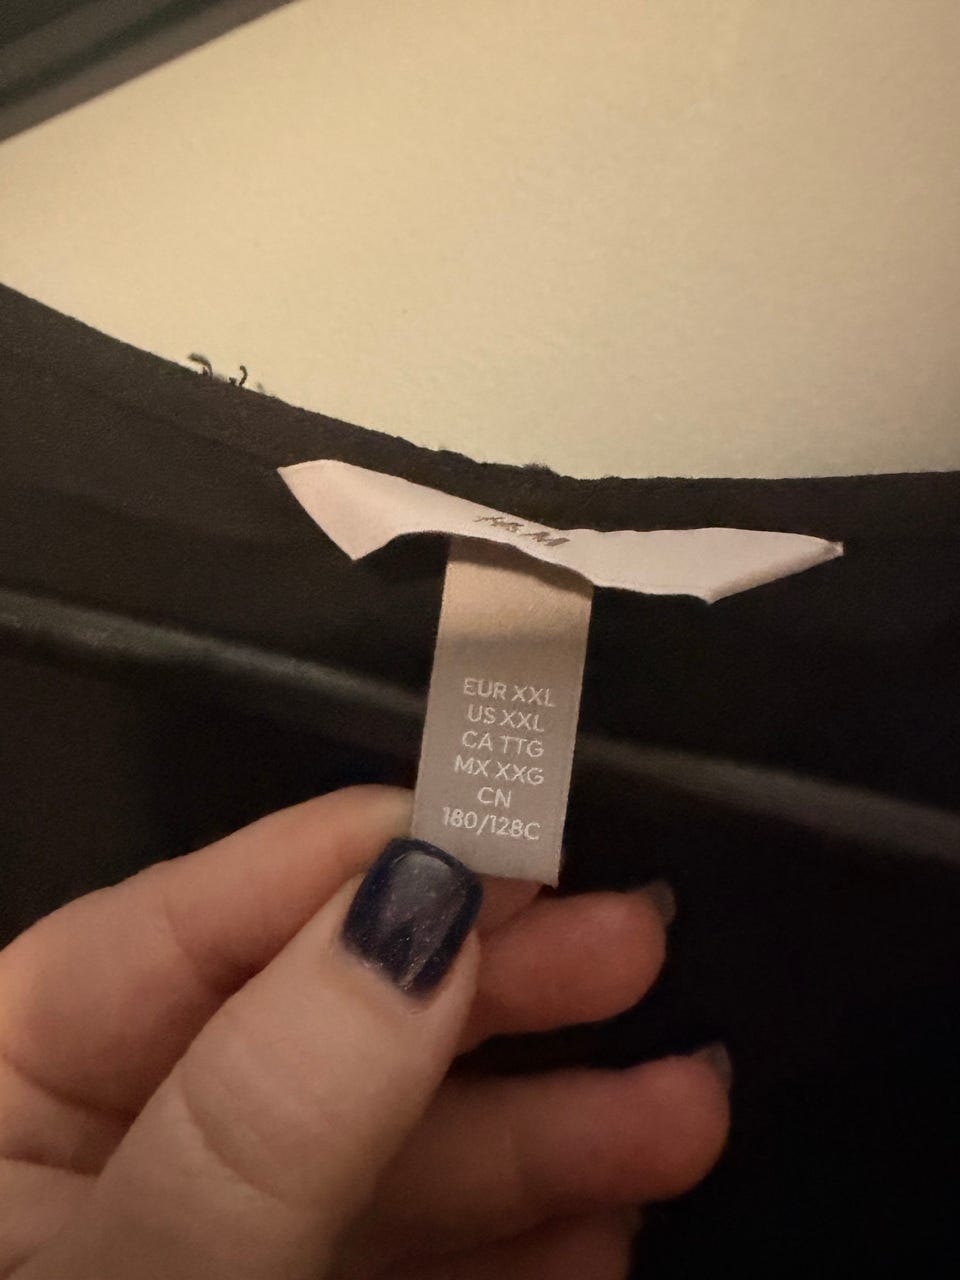 H&M
EUR XXL
US XXL
CA TTG
MX XXG
CN
180/128C